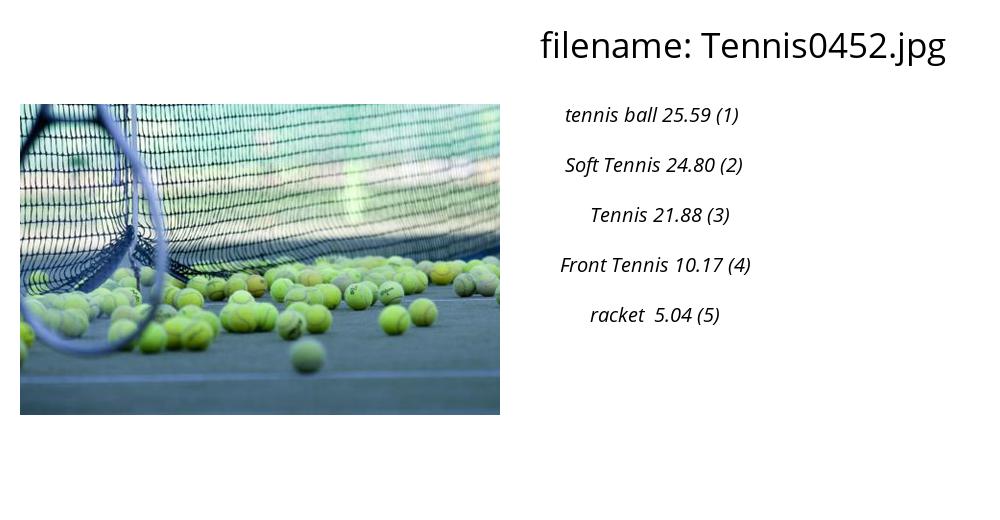 filename: Tennis0452.jpg
tennis ball 25.59 (1)
Soft Tennis 24.80 (2)
Tennis 21.88 (3)
Front Tennis 10.17 (4)
racket  5.04 (5)